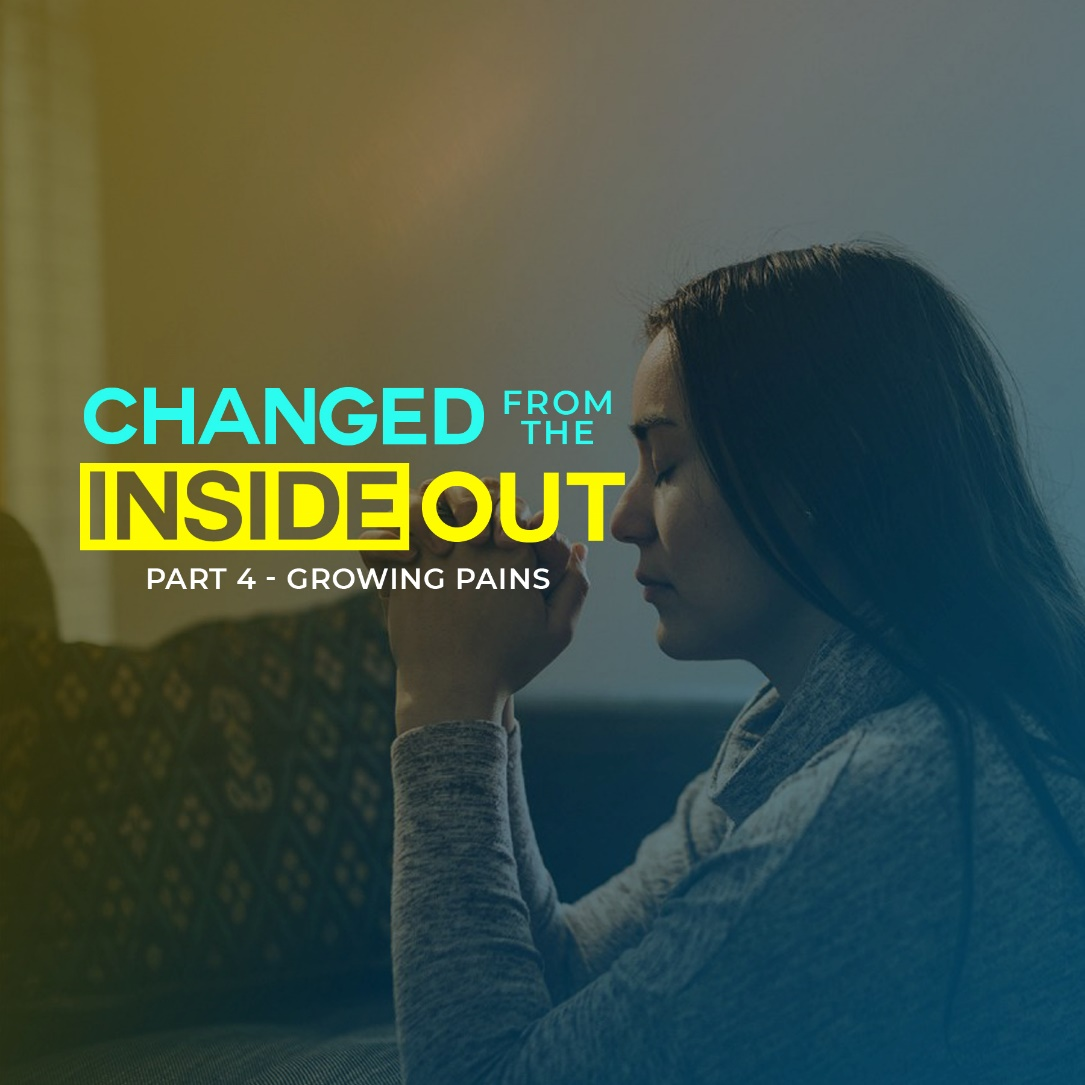 CHANGED FROM THE
INSIDE OUT
PART 4 - GROWING PAINS